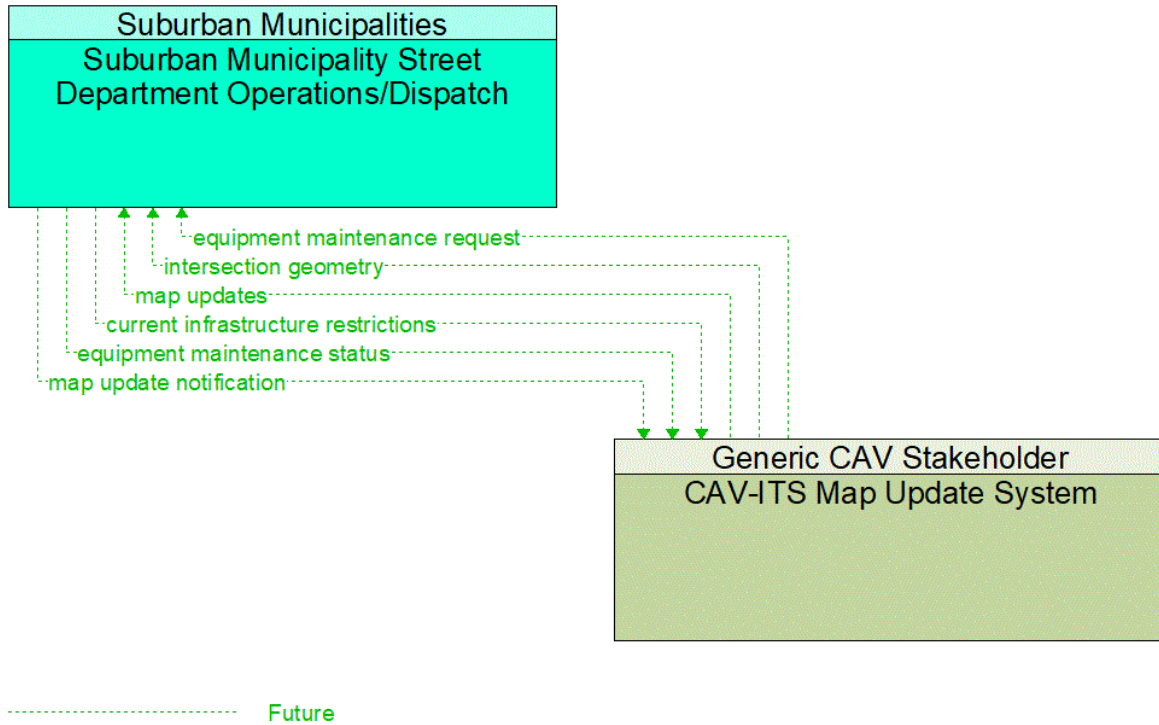 Suburban Municipalities
Suburban Municipality Street
Department Operations/Dispatch
equipment maintenance request
intersection geometry
map updates
current infrastructure restrictions
equipment maintenance status
map update notification
Generic CAV Stakeholder
CAV-ITS Map Update System
Future